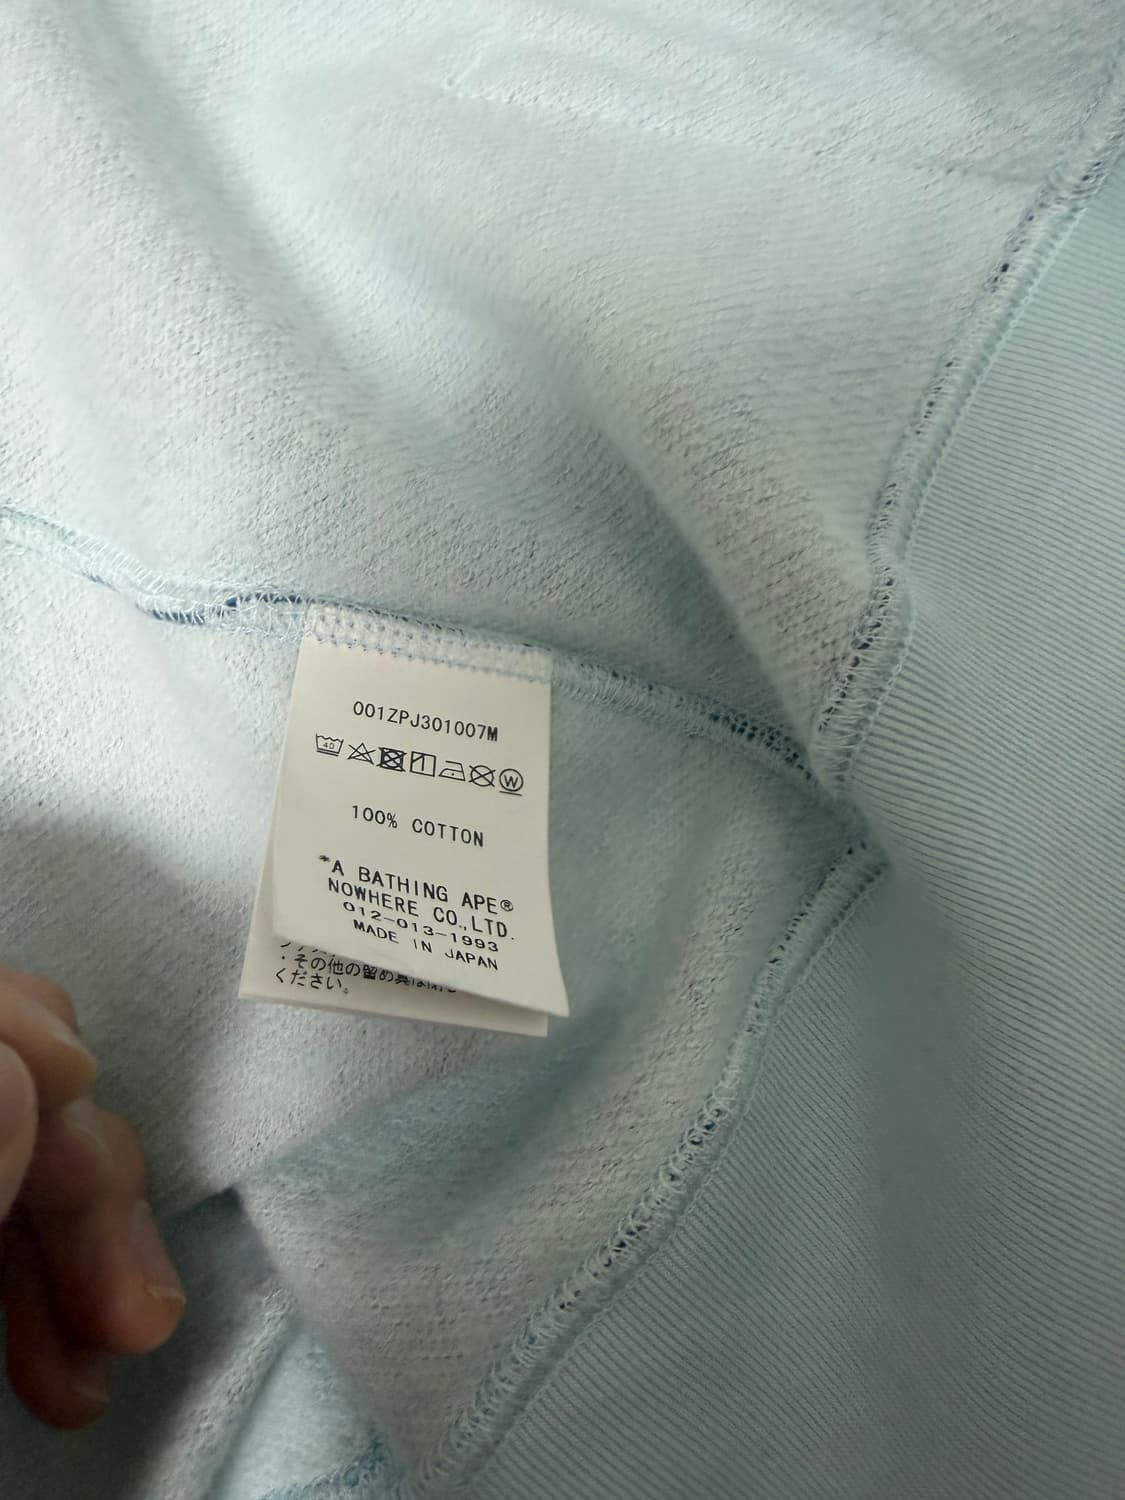 001ZPJ301007M
40
W
100% COTTON
*A BATHING APE®
NOWHERE CO.,LTD.
012-013-1993
MADE IN JAPAN
・その他の留め具は
ください。